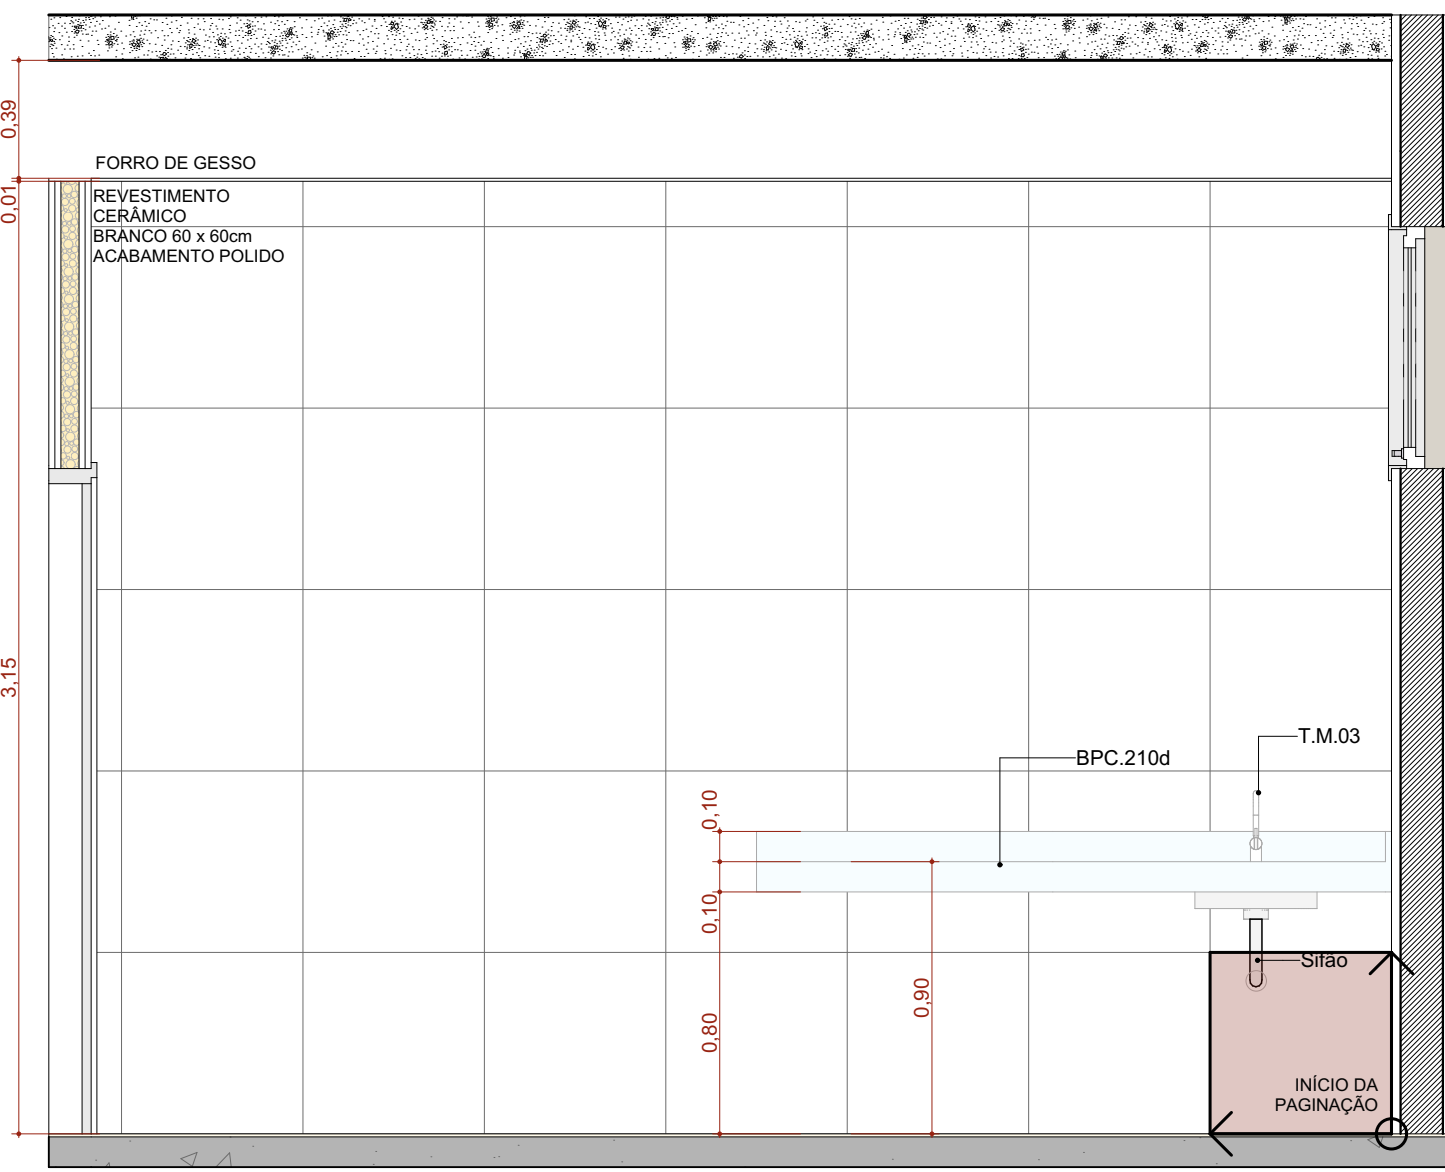 0,39
FORRO DE GESSO
0,01
REVESTIMENTO
CERÂMICO
BRANCO 60 x 60cm
ACABAMENTO POLIDO
3,15
T.M.03
BPC.210d
0,10
0,10
Sifão
0,90
0,80
INÍCIO DA
PAGINAÇÃO